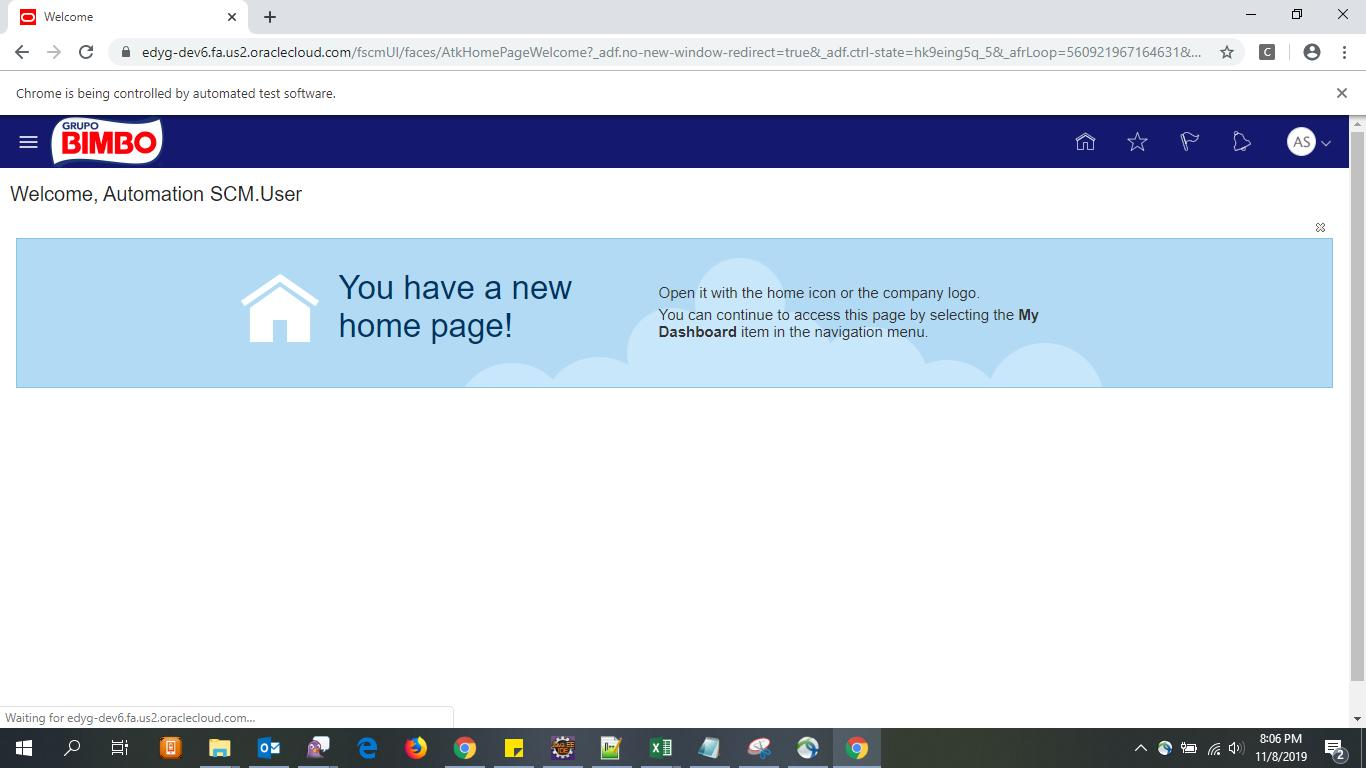 Welcome
edyg-dev6.fa.us2.oraclecloud.com/fscmUI/faces/AtkHomePageWelcome?_adf.no-new-window-redirect=true&_adf.ctrl-state=hk9eing5q_5&_afrLoop=560921967164631&...
C
Chrome is being controlled by automated test software.
GRUPO
BIMBO
AS
Welcome, Automation SCM.User
You have a new
home page!
Open it with the home icon or the company logo.
You can continue to access this page by selecting the My
Dashboard item in the navigation menu.
Waiting for edyg-dev6.fa.us2.oraclecloud.com...
8:06 PM
11/8/2019
2